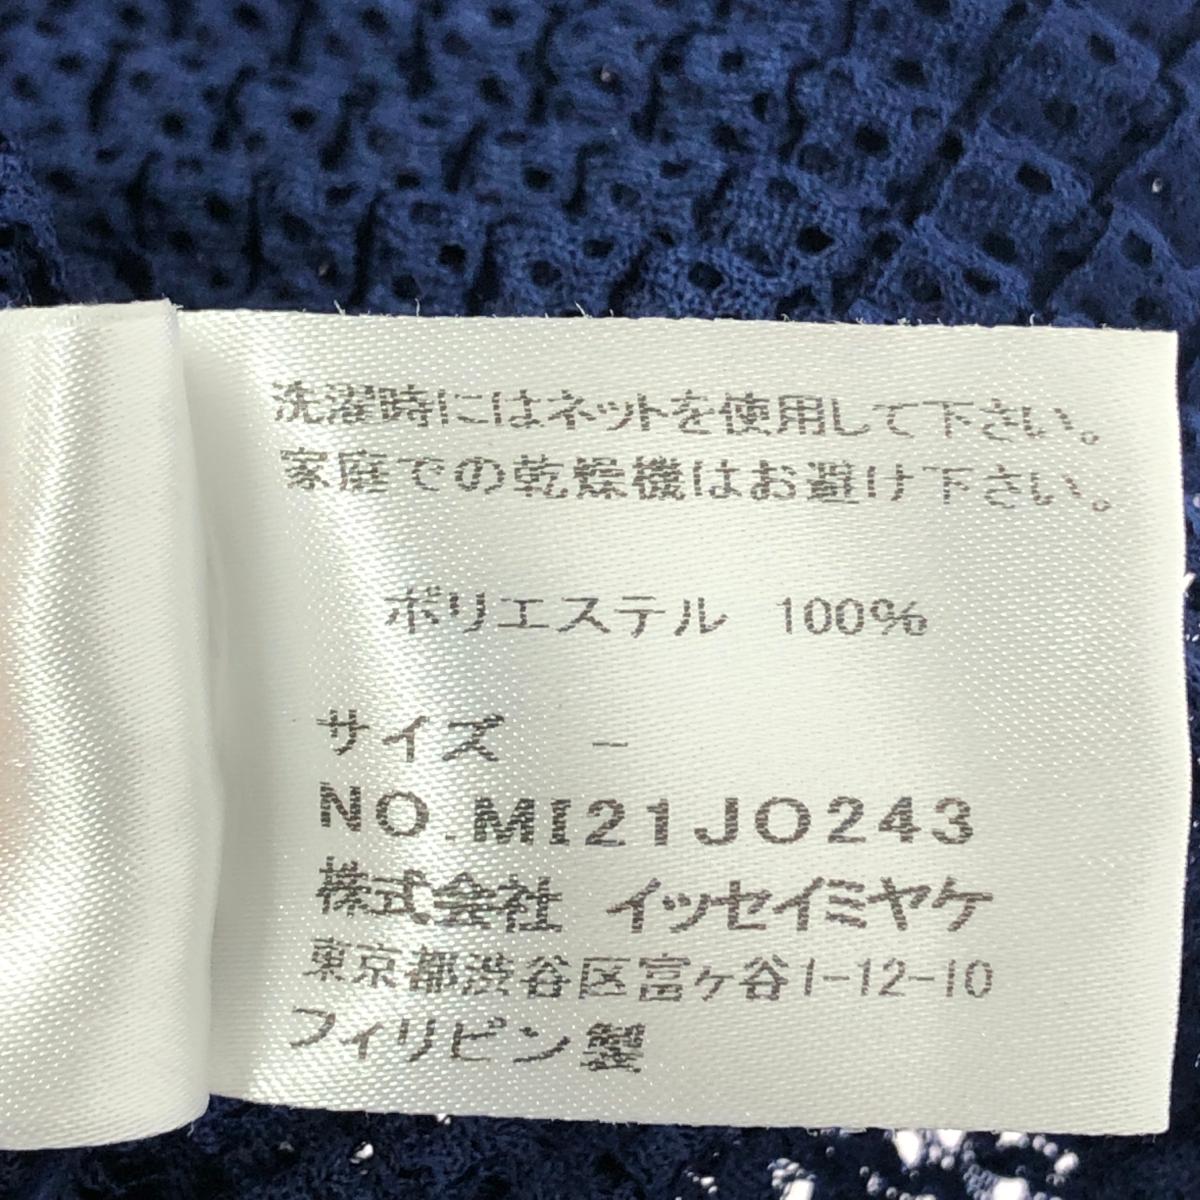 洗濯時にはネットを使用して下さい。
家庭での乾燥機はお避け下さい。
ポリエステル 100%
サイズ -
NO.MI21JO243
株式会社 イッセイミヤケ
東京都渋谷区富ヶ谷1-12-10
フィリピン製